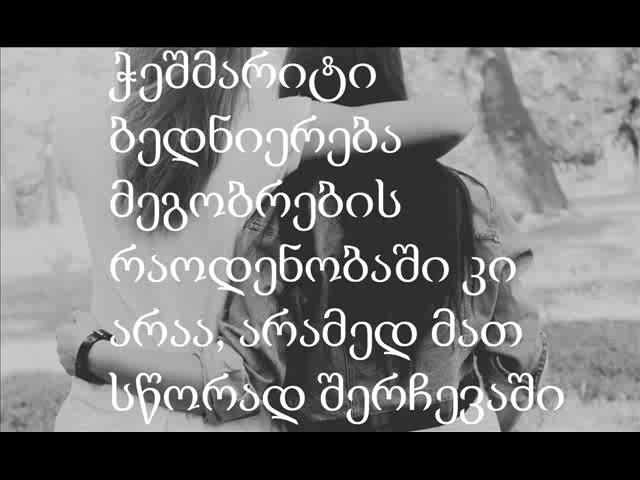 ჭეშმარიტი
ბედნიერება
მეგობრების
რაოდენობაში კი
არაა, არამედ მათ
სწორად შერჩევაში